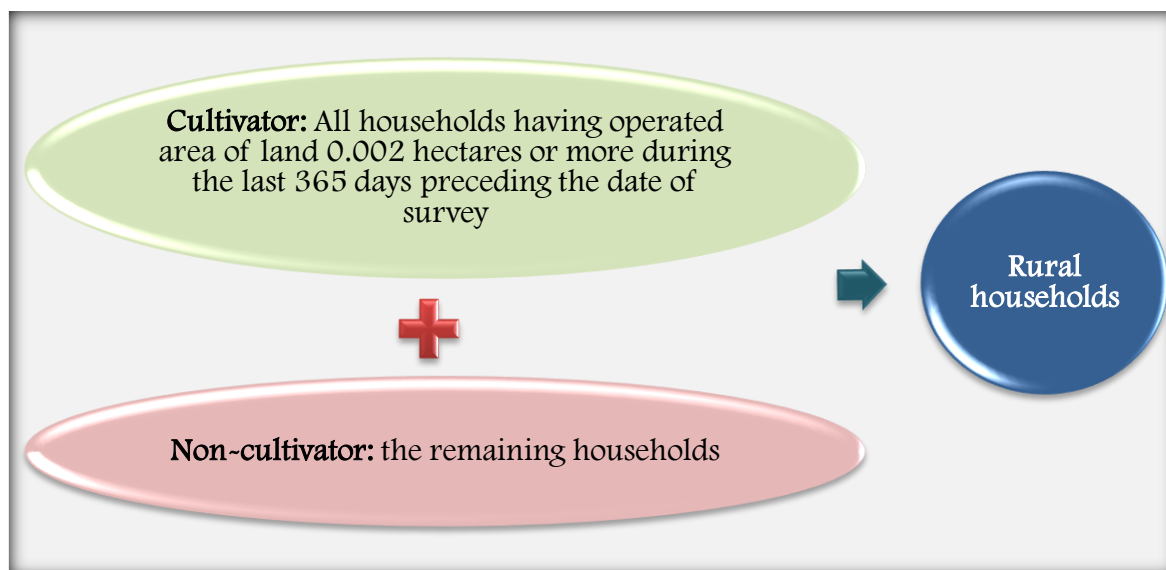 Cultivator: All households having operated
area of land 0.002 hectares or more during
the last 365 days preceding the date of
survey
Non-cultivator: the remaining households
Rural
households